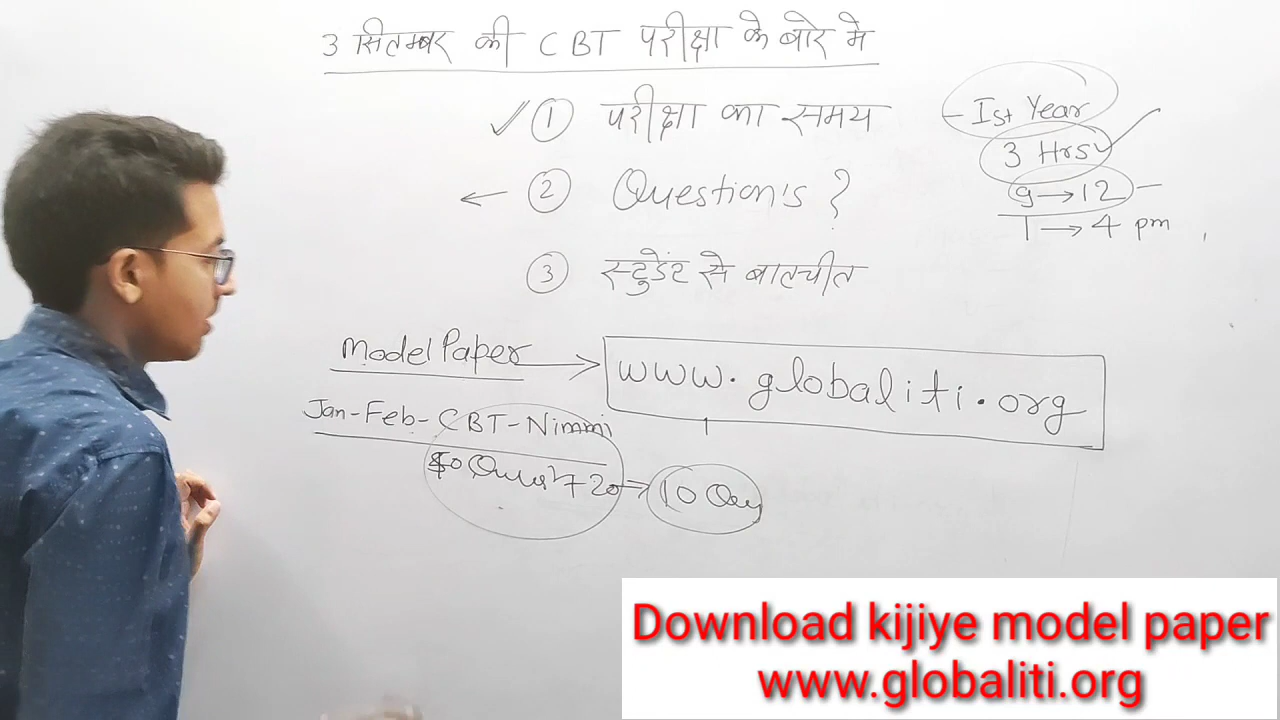 3 सितम्बर की CBT परीक्षा के बारे मे
① परीक्षा का समय
② Question's ?
③ स्टुडेंट से बातचीत
- Ist Year
3 Hrs
9 → 12 -
1 → 4 pm
Model Paper → www.globaliti.org
Jan-Feb-CBT-Nimmi
20 → 10
Download kijiye model paper
www.globaliti.org